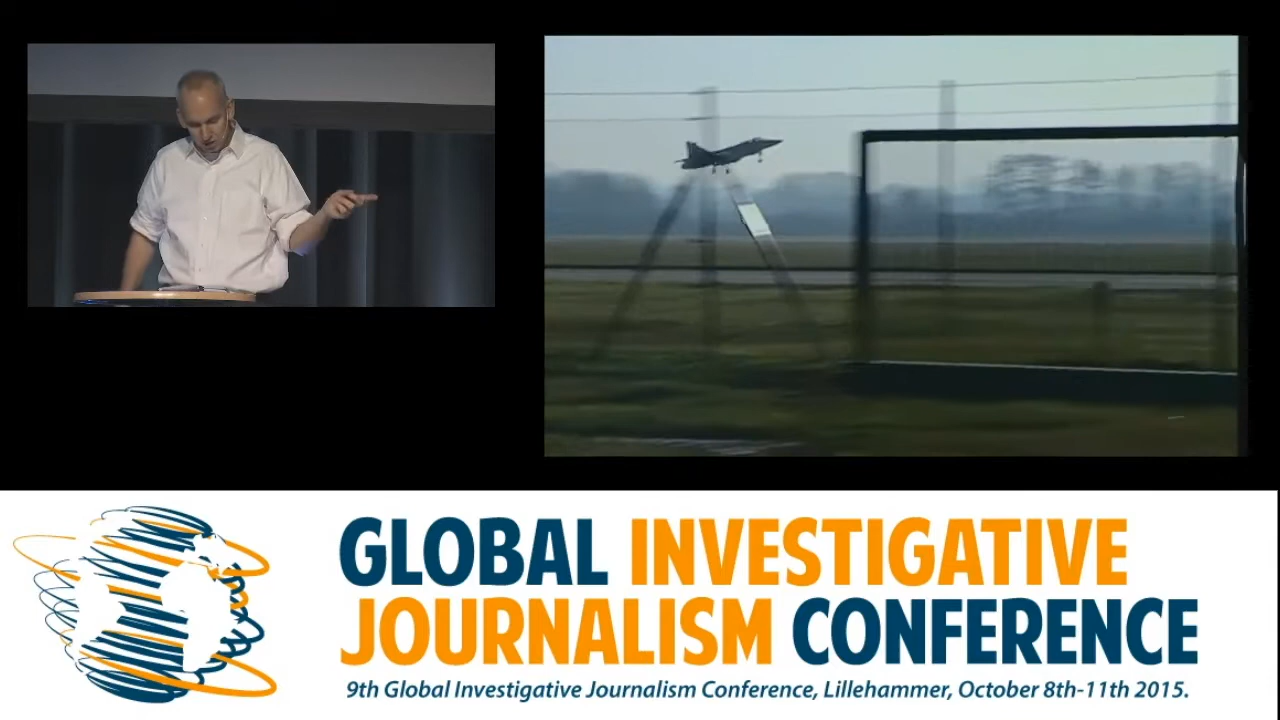 GLOBAL INVESTIGATIVE
JOURNALISM CONFERENCE
9th Global Investigative Journalism Conference, Lillehammer, October 8th-11th 2015.